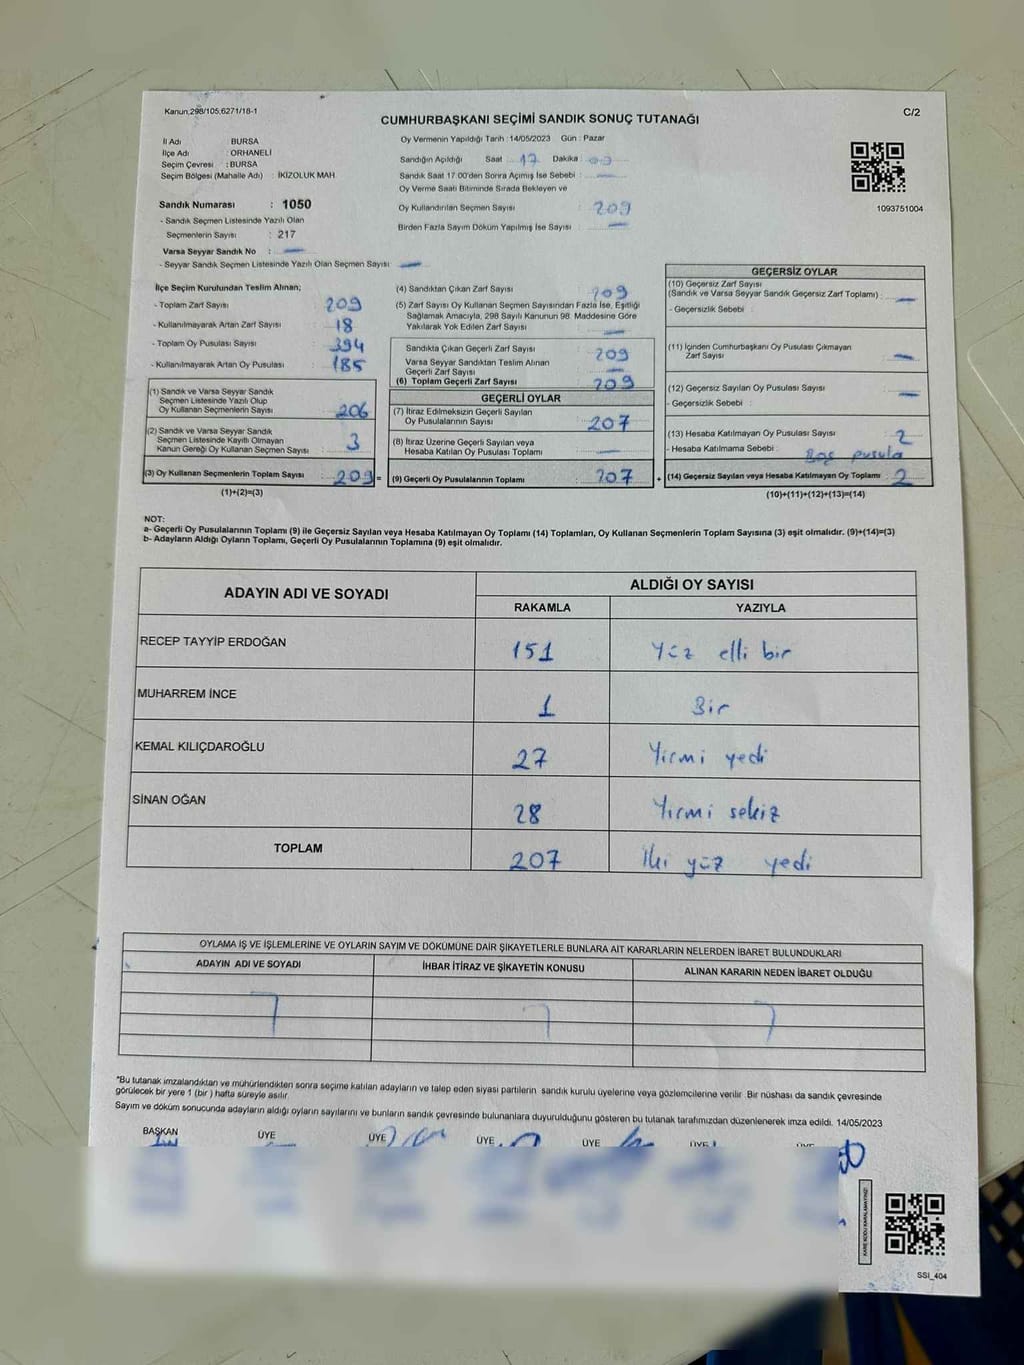 Kanun;298/105;6271/18-1
CUMHURBAŞKANI SEÇİMİ SANDIK SONUÇ TUTANAĞI
C/2
İl Adı BURSA
İlçe Adı : ORHANELİ
Seçim Çevresi : BURSA
Seçim Bölgesi (Mahalle Adı) : İKİZOLUK MAH
Sandık Numarası : 1050
- Sandık Seçmen Listesinde Yazılı Olan
Seçmenlerin Sayısı : 217
Varsa Seyyar Sandık No : —
- Seyyar Sandık Seçmen Listesinde Yazılı Olan Seçmen Sayısı —
Oy Vermenin Yapıldığı Tarih : 14/05/2023 Gün : Pazar
Sandığın Açıldığı Saat 17 Dakika
Sandık Saat 17:00'den Sonra Açımış İse Sebebi : —
Oy Verme Saati Bitiminde Sırada Bekleyen ve
Oy Kullandırılan Seçmen Sayısı : 209
Birden Fazla Sayım Döküm Yapılmış İse Sayısı : —
1093751004
İlçe Seçim Kurulundan Teslim Alınan;
- Toplam Zarf Sayısı 209
- Kullanılmayarak Artan Zarf Sayısı 18
- Toplam Oy Pusulası Sayısı 394
- Kullanılmayarak Artan Oy Pusulası 185
(1) Sandık ve Varsa Seyyar Sandık
Seçmen Listesinde Yazılı Olup
Oy Kullanan Seçmenlerin Sayısı 206
(2) Sandık ve Varsa Seyyar Sandık
Seçmen Listesinde Kayıtlı Olmayan
Kanun Gereği Oy Kullanan Seçmen Sayısı 3
(3) Oy Kullanan Seçmenlerin Toplam Sayısı 209 =
(1)+(2)=(3)
(4) Sandıktan Çıkan Zarf Sayısı : 209
(5) Zarf Sayısı Oy Kullanan Seçmen Sayısından Fazla İse, Eşitliği
Sağlamak Amacıyla, 298 Sayılı Kanunun 98. Maddesine Göre
Yakılarak Yok Edilen Zarf Sayısı —
Sandıkta Çıkan Geçerli Zarf Sayısı : 209
Varsa Seyyar Sandıktan Teslim Alınan
Geçerli Zarf Sayısı : —
(6) Toplam Geçerli Zarf Sayısı : 209
GEÇERLİ OYLAR
(7) İtiraz Edilmeksizin Geçerli Sayılan
Oy Pusulalarının Sayısı : 207
(8) İtiraz Üzerine Geçerli Sayılan veya
Hesaba Katılan Oy Pusulası Toplamı : —
(9) Geçerli Oy Pusulalarının Toplamı : 207 +
GEÇERSİZ OYLAR
(10) Geçersiz Zarf Sayısı
(Sandık ve Varsa Seyyar Sandık Geçersiz Zarf Toplamı) : —
- Geçersizlik Sebebi :
(11) İçinden Cumhurbaşkanı Oy Pusulası Çıkmayan
Zarf Sayısı : —
(12) Geçersiz Sayılan Oy Pusulası Sayısı : —
- Geçersizlik Sebebi :
(13) Hesaba Katılmayan Oy Pusulası Sayısı : 2
- Hesaba Katılmama Sebebi : Boş pusula
(14) Geçersiz Sayılan veya Hesaba Katılmayan Oy Toplamı : 2
(10)+(11)+(12)+(13)=(14)
NOT:
a- Geçerli Oy Pusulalarının Toplamı (9) ile Geçersiz Sayılan veya Hesaba Katılmayan Oy Toplamı (14) Toplamları, Oy Kullanan Seçmenlerin Toplam Sayısına (3) eşit olmalıdır. (9)+(14)=(3)
b- Adayların Aldığı Oyların Toplamı, Geçerli Oy Pusulalarının Toplamına (9) eşit olmalıdır.
ADAYIN ADI VE SOYADI ALDIĞI OY SAYISI
RAKAMLA YAZIYLA
RECEP TAYYİP ERDOĞAN 151 Yüz elli bir
MUHARREM İNCE 1 Bir
KEMAL KILIÇDAROĞLU 27 Yirmi yedi
SİNAN OĞAN 28 Yirmi sekiz
TOPLAM 207 İki yüz yedi
OYLAMA İŞ VE İŞLEMLERİNE VE OYLARIN SAYIM VE DÖKÜMÜNE DAİR ŞİKAYETLERLE BUNLARA AİT KARARLARIN NELERDEN İBARET BULUNDUKLARI
ADAYIN ADI VE SOYADI İHBAR İTİRAZ VE ŞİKAYETİN KONUSU ALINAN KARARIN NEDEN İBARET OLDUĞU
*Bu tutanak imzalandıktan ve mühürlendikten sonra seçime katılan adayların ve talep eden siyasi partilerin sandık kurulu üyelerine veya gözlemcilerine verilir. Bir nüshası da sandık çevresinde
görülecek bir yere 1 (bir) hafta süreyle asılır.
Sayım ve döküm sonucunda adayların aldığı oyların sayılarını ve bunların sandık çevresinde bulunanlara duyurulduğunu gösteren bu tutanak tarafımızdan düzenlenerek imza edildi. 14/05/2023
BAŞKAN ÜYE ÜYE ÜYE ÜYE ÜYE ÜYE
KARE KODU KARALAMAYINIZ!
SSI_404